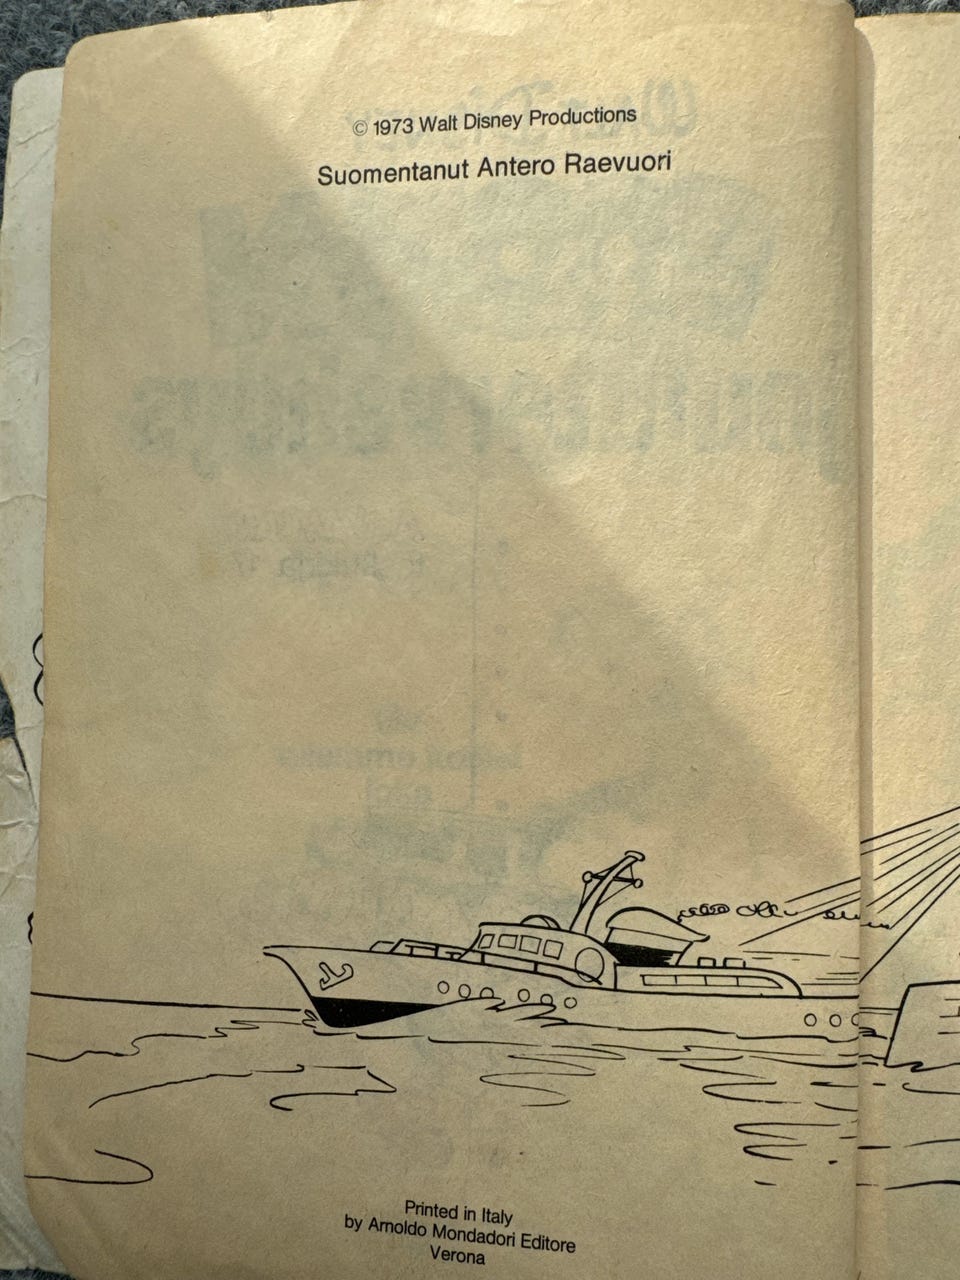 © 1973 Walt Disney Productions
Suomentanut Antero Raevuori
Printed in Italy
by Arnoldo Mondadori Editore
Verona